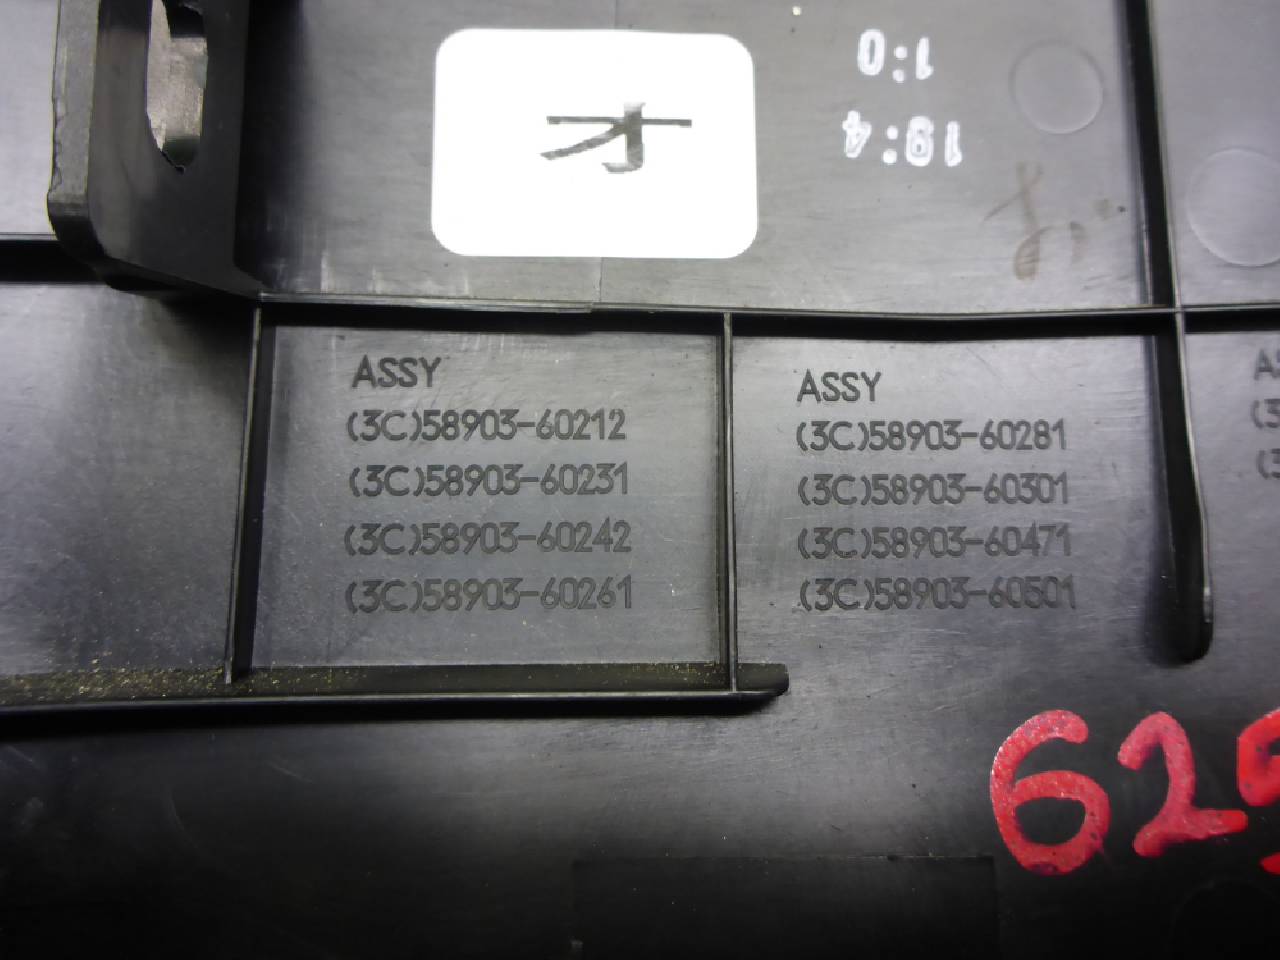 オ
1:0
18:4
ASSY
(3C)58903-60212
(3C)58903-60231
(3C)58903-60242
(3C)58903-60261
ASSY
(3C)58903-60281
(3C)58903-60301
(3C)58903-60471
(3C)58903-60501